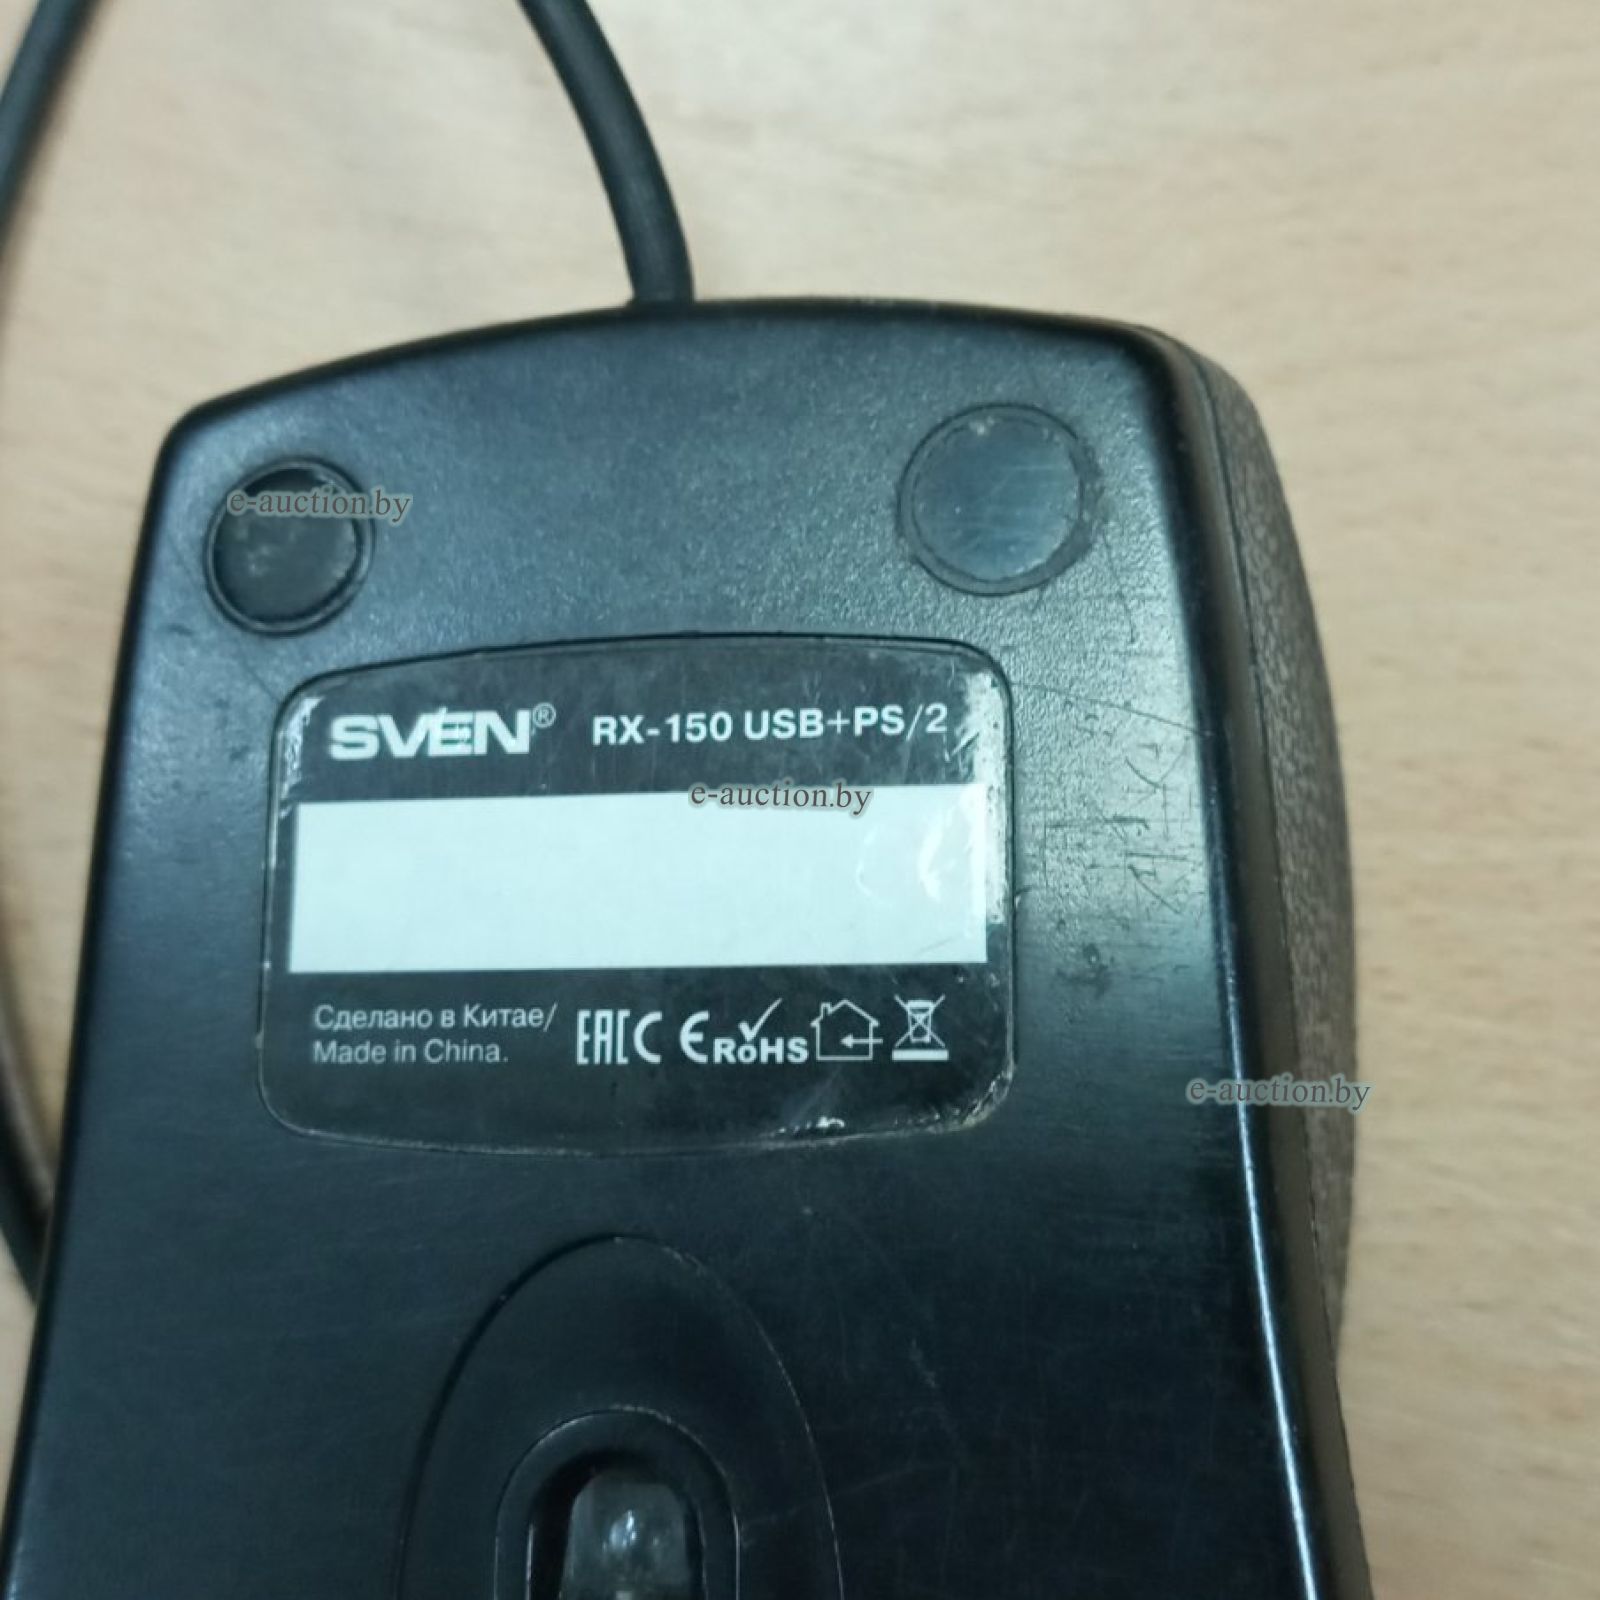 e-auction.by
SVEN® RX-150 USB+PS/2
e-auction.by
Сделано в Китае/
Made in China.
EAC CE RoHS
e-auction.by